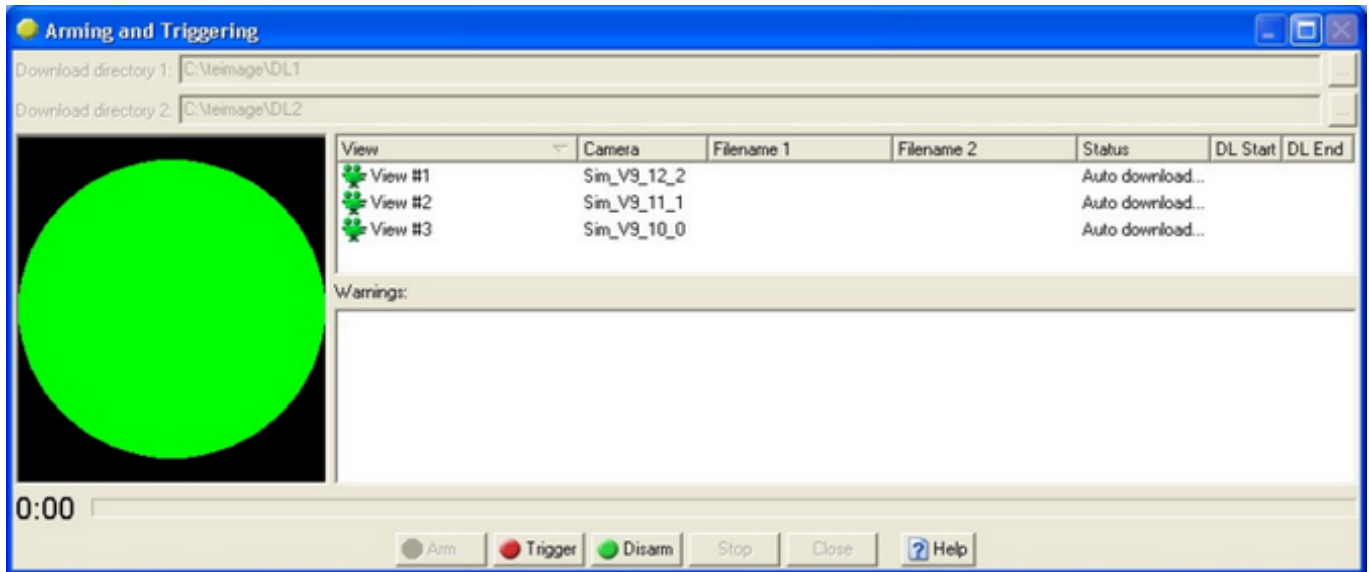 Arming and Triggering
Download directory 1: C:\teimage\DL1 ...
Download directory 2: C:\teimage\DL2 ...
View Camera Filename 1 Filename 2 Status DL Start DL End
View #1 Sim_V9_12_2 Auto download...
View #2 Sim_V9_11_1 Auto download...
View #3 Sim_V9_10_0 Auto download...
Warnings:
0:00
Arm Trigger Disarm Stop Close ? Help